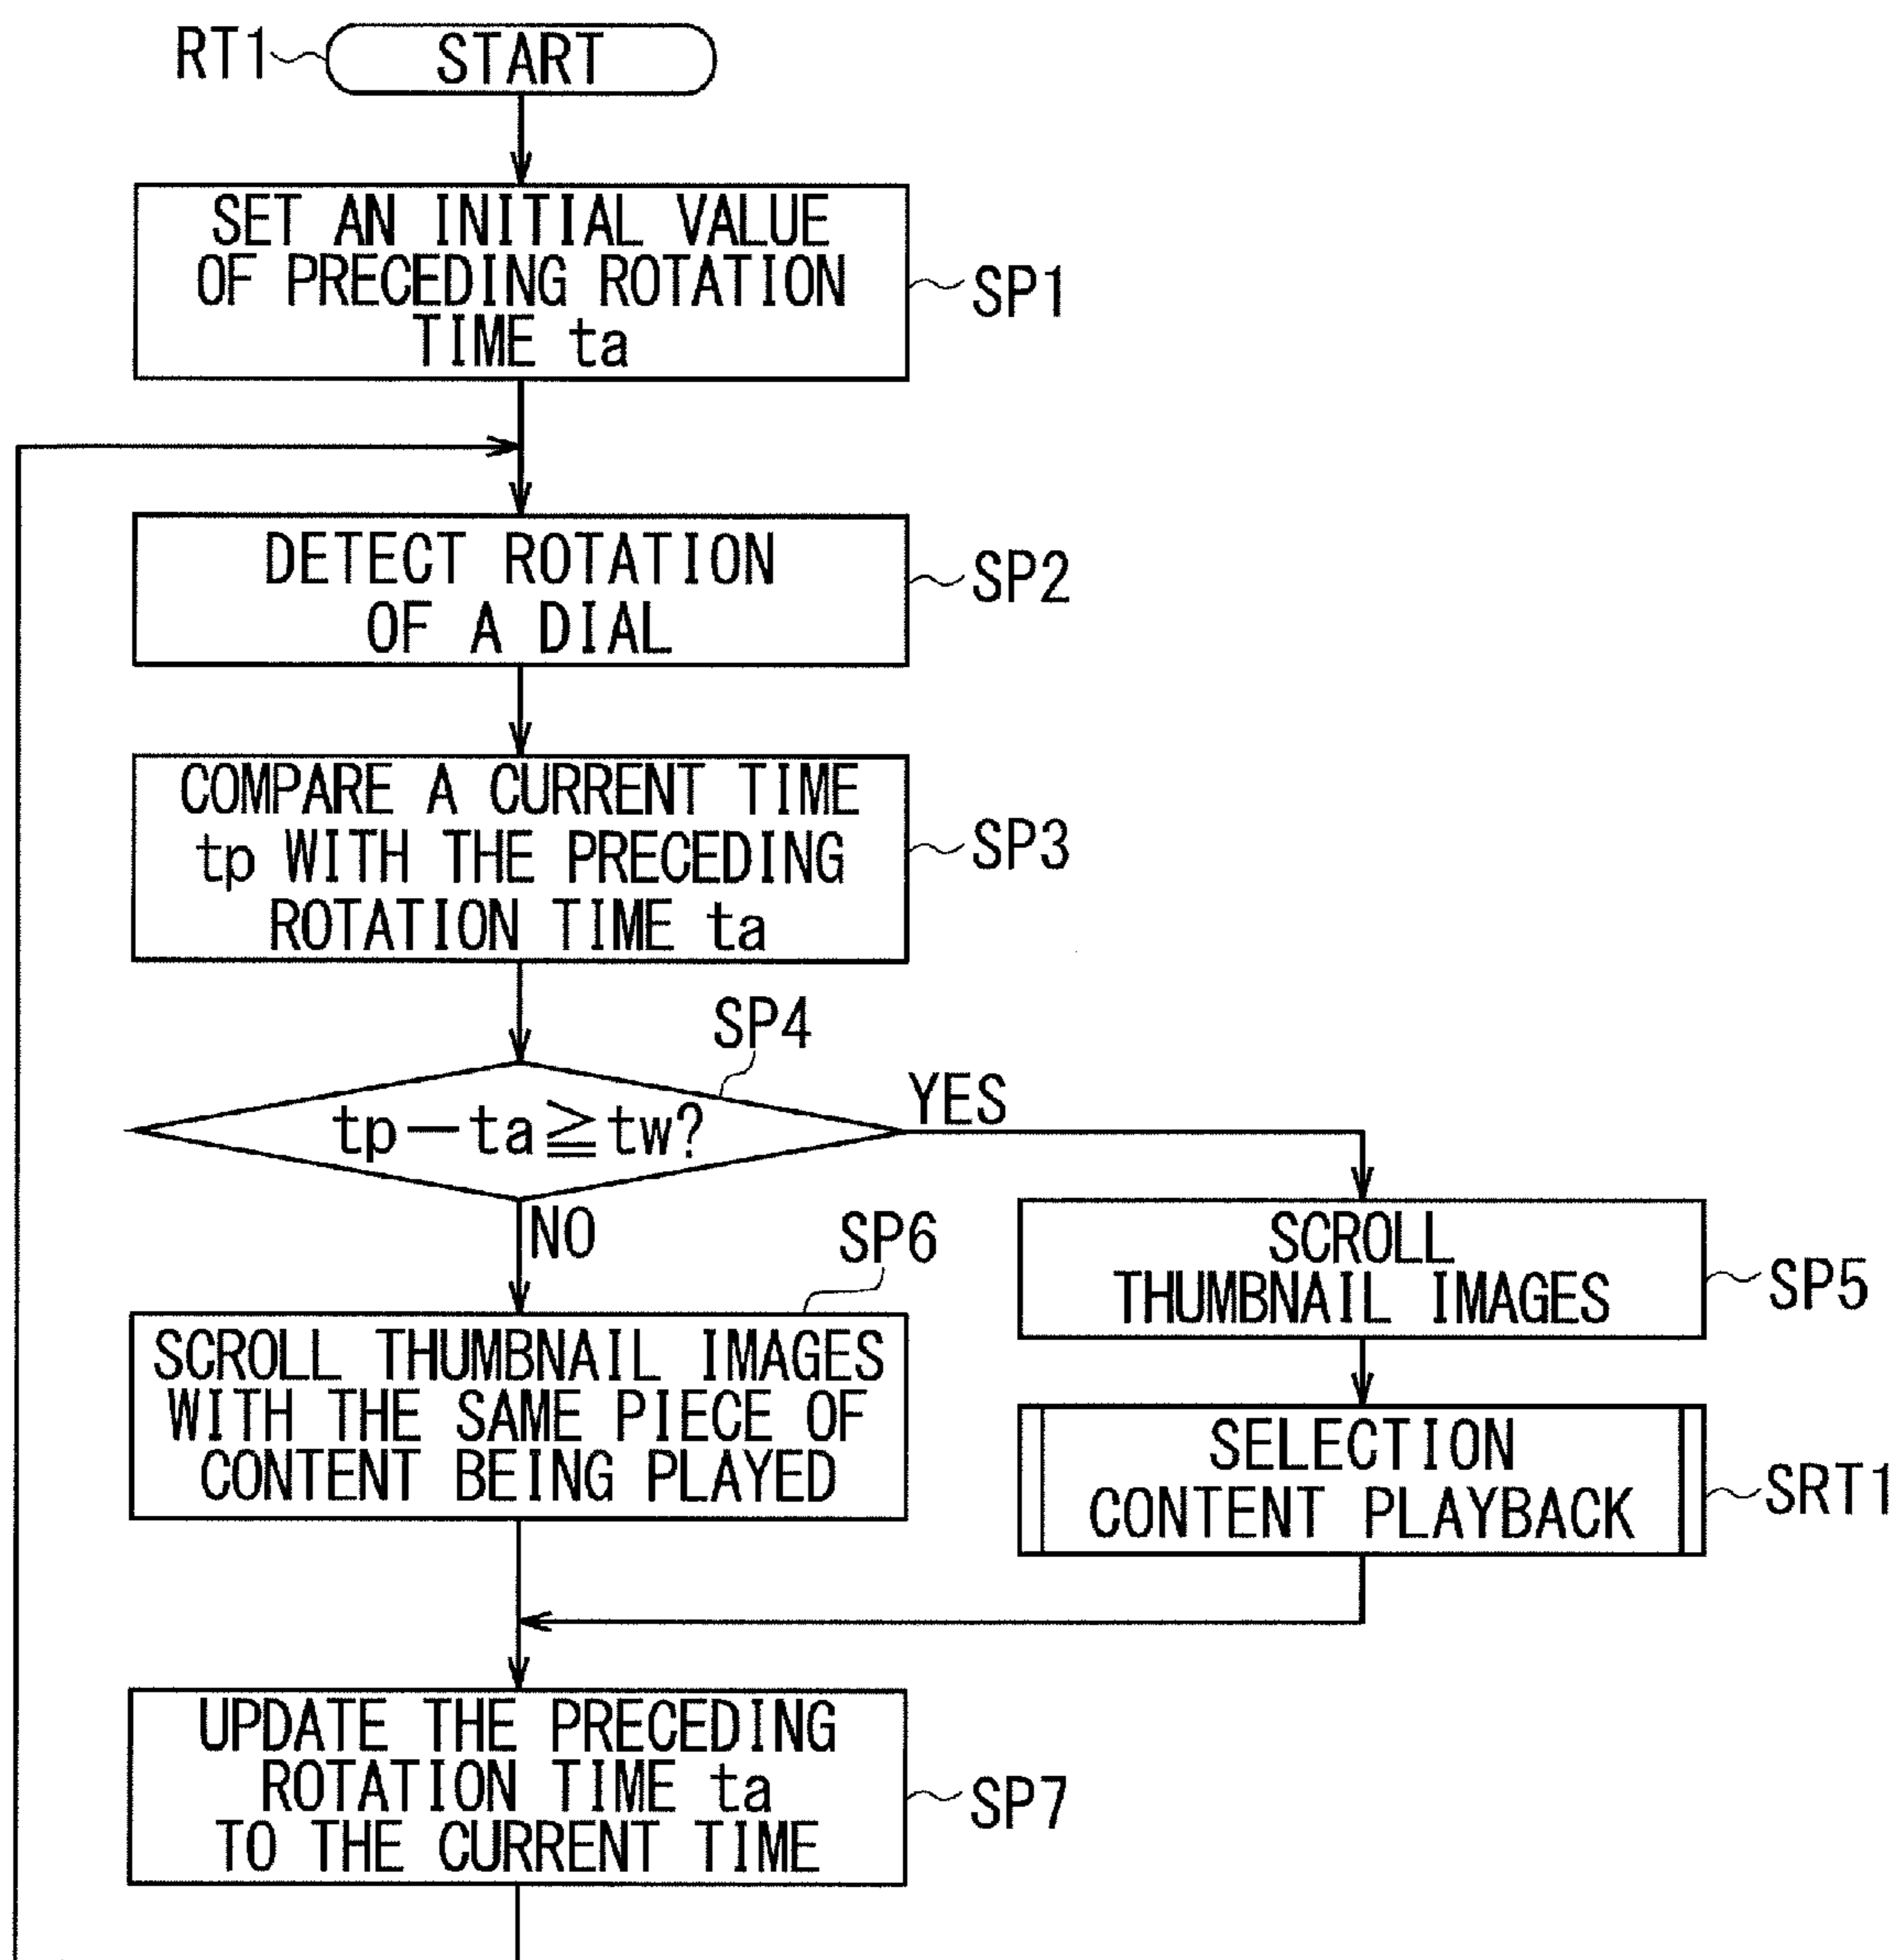 RT1
START
SET AN INITIAL VALUE
OF PRECEDING ROTATION
TIME ta
SP1
DETECT ROTATION
OF A DIAL
SP2
COMPARE A CURRENT TIME
tp WITH THE PRECEDING
ROTATION TIME ta
SP3
SP4
tp－ta≧tw?
YES
NO
SP6
SCROLL THUMBNAIL IMAGES
WITH THE SAME PIECE OF
CONTENT BEING PLAYED
SCROLL
THUMBNAIL IMAGES
SP5
SELECTION
CONTENT PLAYBACK
SRT1
UPDATE THE PRECEDING
ROTATION TIME ta
TO THE CURRENT TIME
SP7